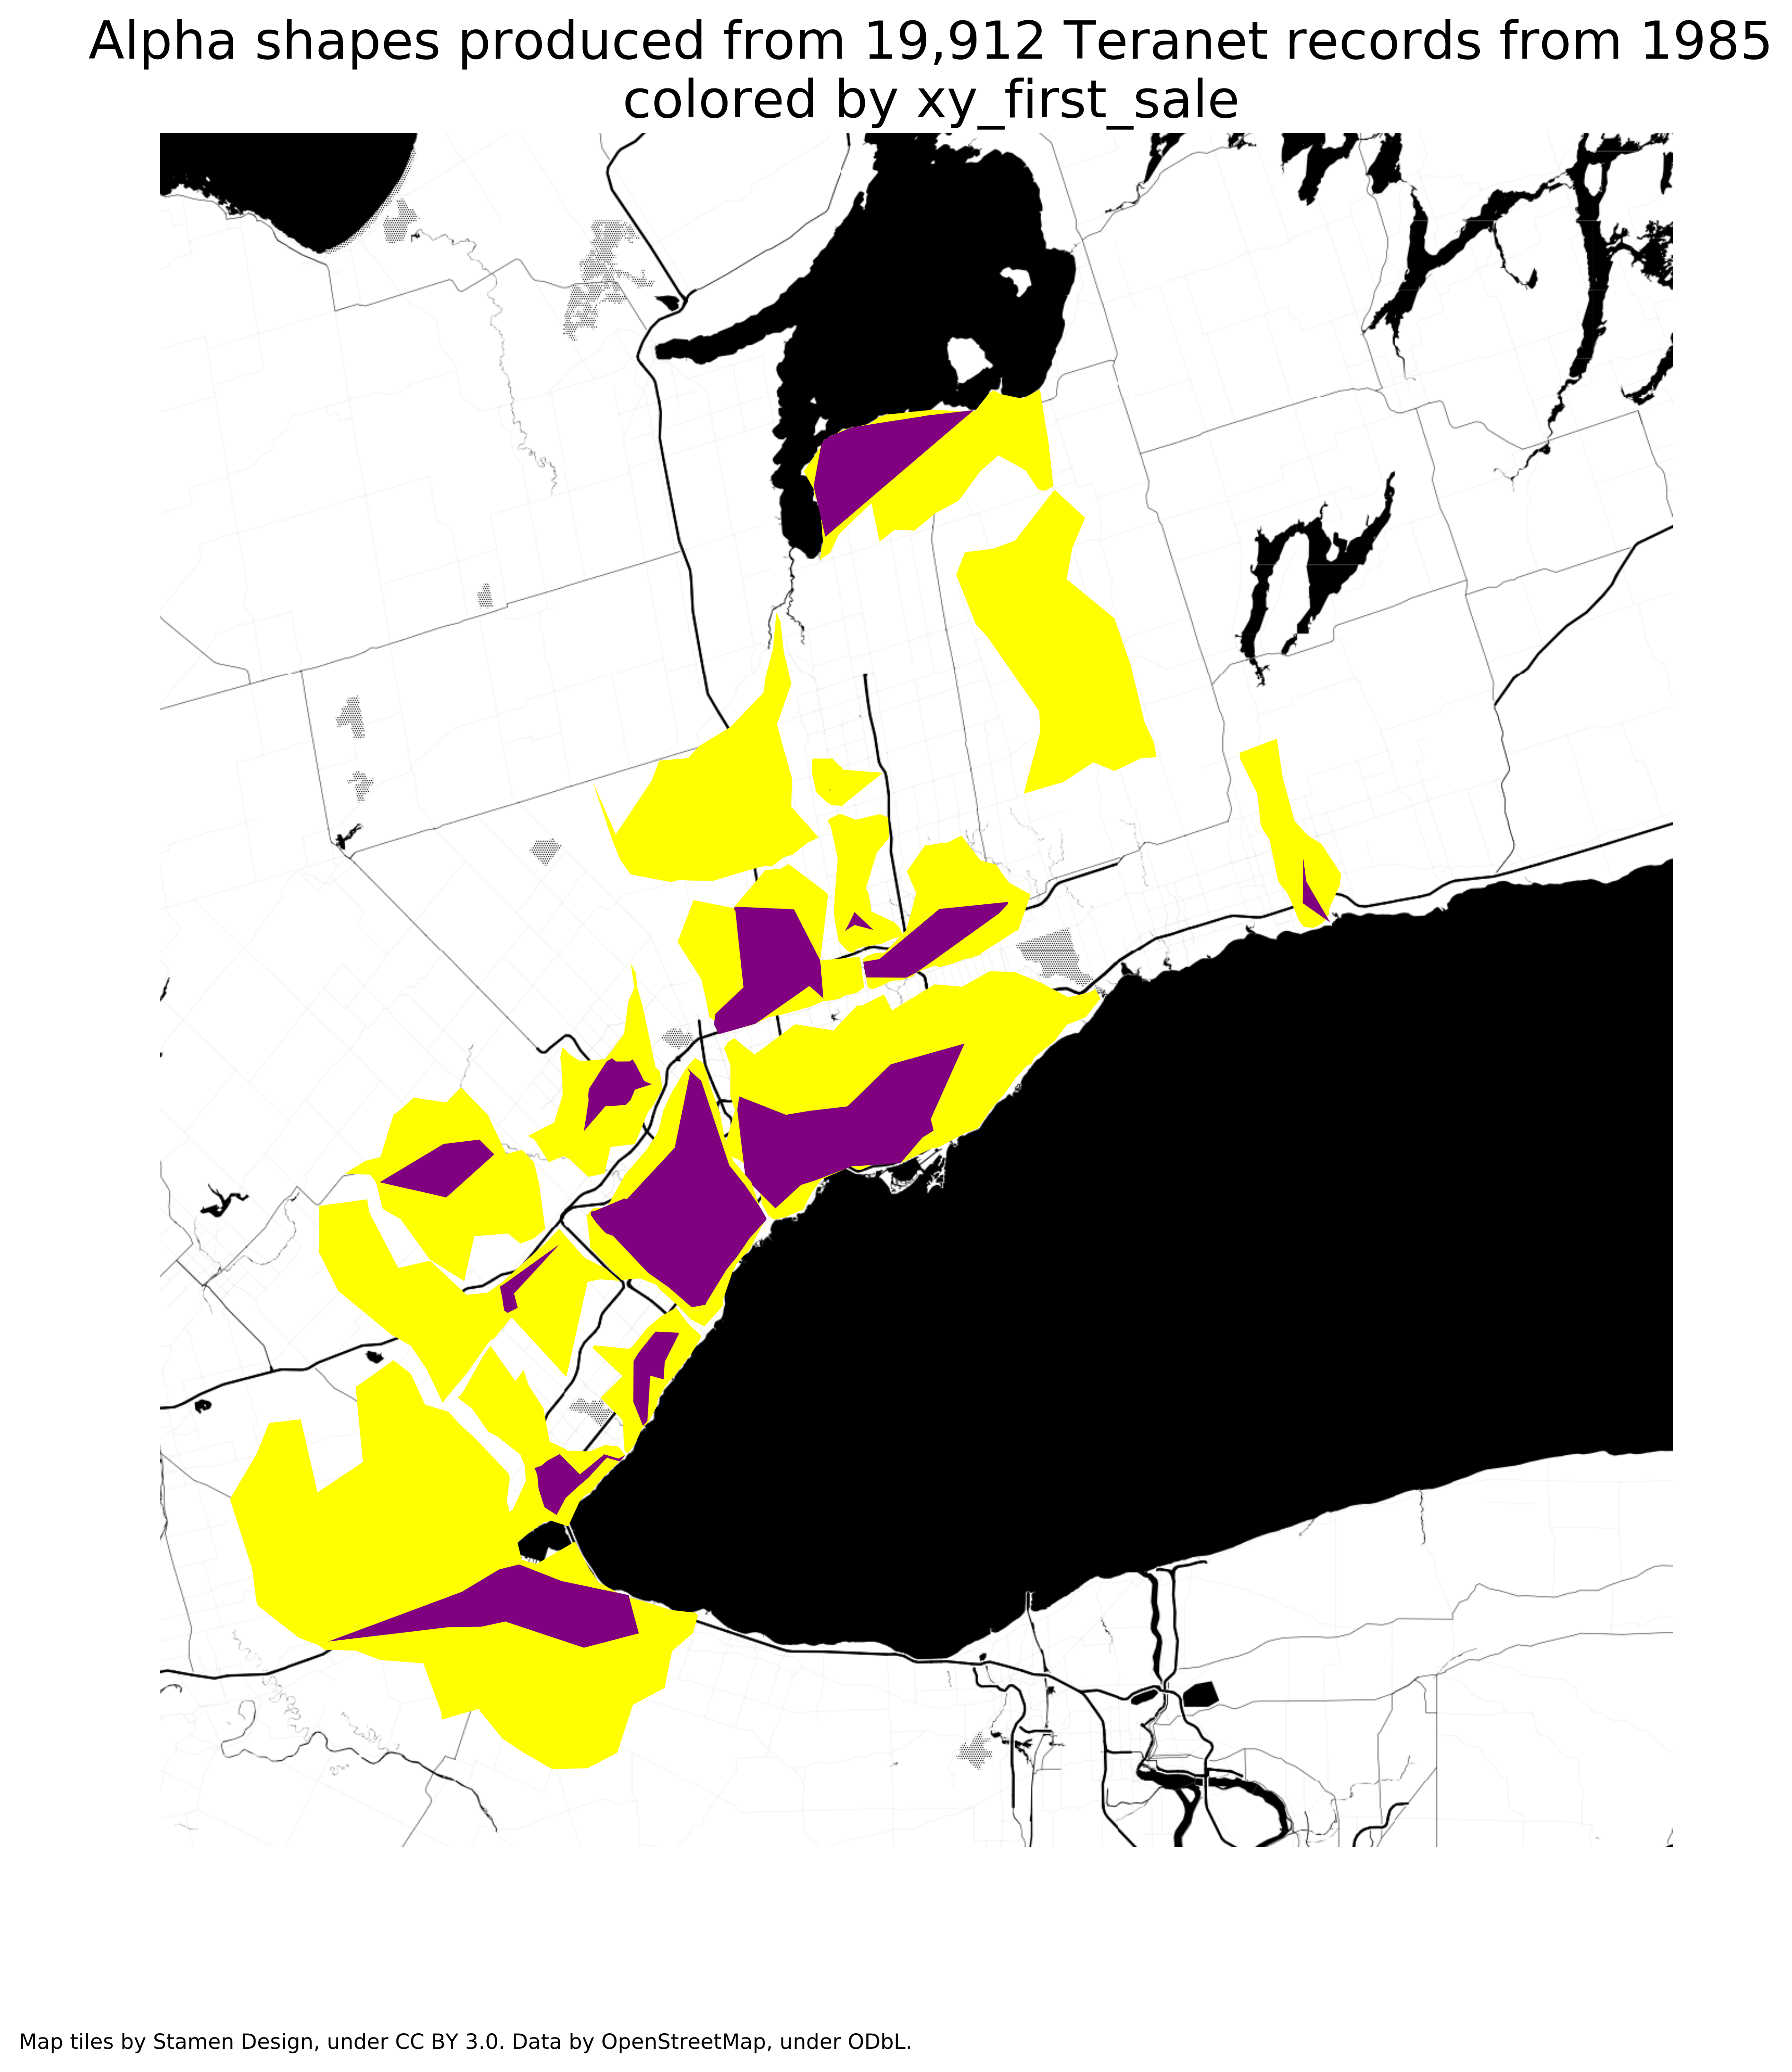 Alpha shapes produced from 19,912 Teranet records from 1985
colored by xy_first_sale
Map tiles by Stamen Design, under CC BY 3.0. Data by OpenStreetMap, under ODbL.